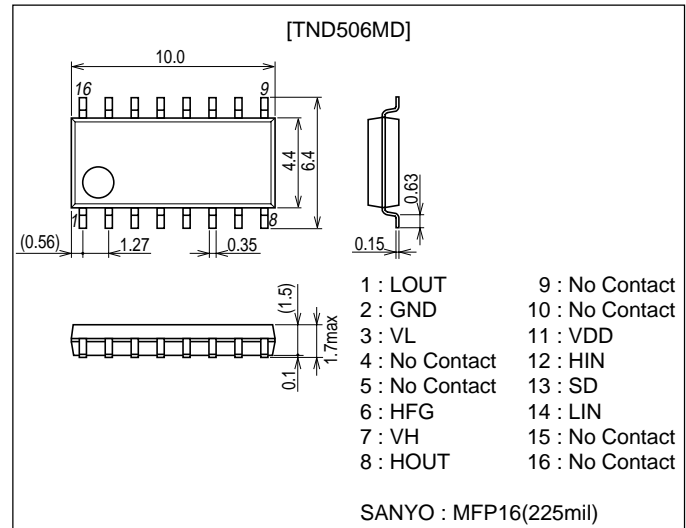 [TND506MD]
10.0
16
9
4.4
6.4
1
8
(0.56)
1.27
0.35
0.63
0.15
(1.5)
1.7max
0.1
1 : LOUT
2 : GND
3 : VL
4 : No Contact
5 : No Contact
6 : HFG
7 : VH
8 : HOUT
9 : No Contact
10 : No Contact
11 : VDD
12 : HIN
13 : SD
14 : LIN
15 : No Contact
16 : No Contact
SANYO : MFP16(225mil)